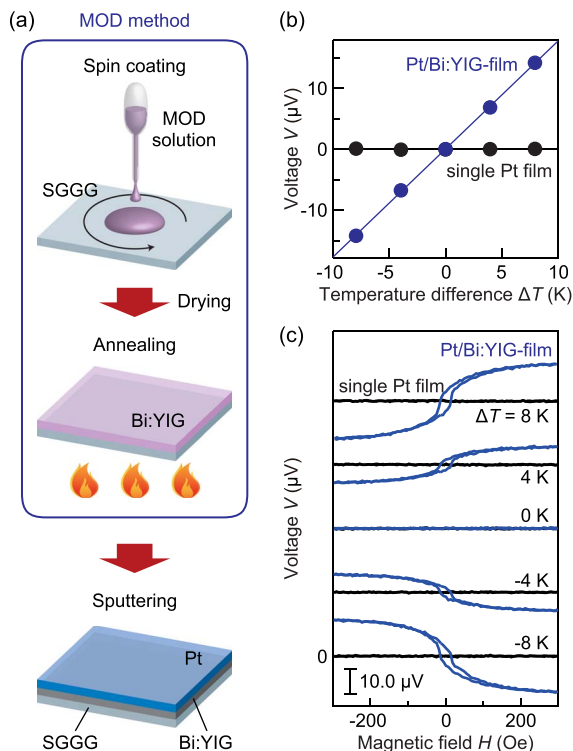 (a)
MOD method
Spin coating
MOD
solution
SGGG
Drying
Annealing
Bi:YIG
Sputtering
Pt
SGGG
Bi:YIG
(b)
Pt/Bi:YIG-film
single Pt film
Voltage V (μV)
10
0
-10
-10
-5
0
5
10
Temperature difference ΔT (K)
(c)
Pt/Bi:YIG-film
single Pt film
ΔT = 8 K
4 K
0 K
-4 K
-8 K
Voltage V (μV)
0
10.0 μV
-200
0
200
Magnetic field H (Oe)